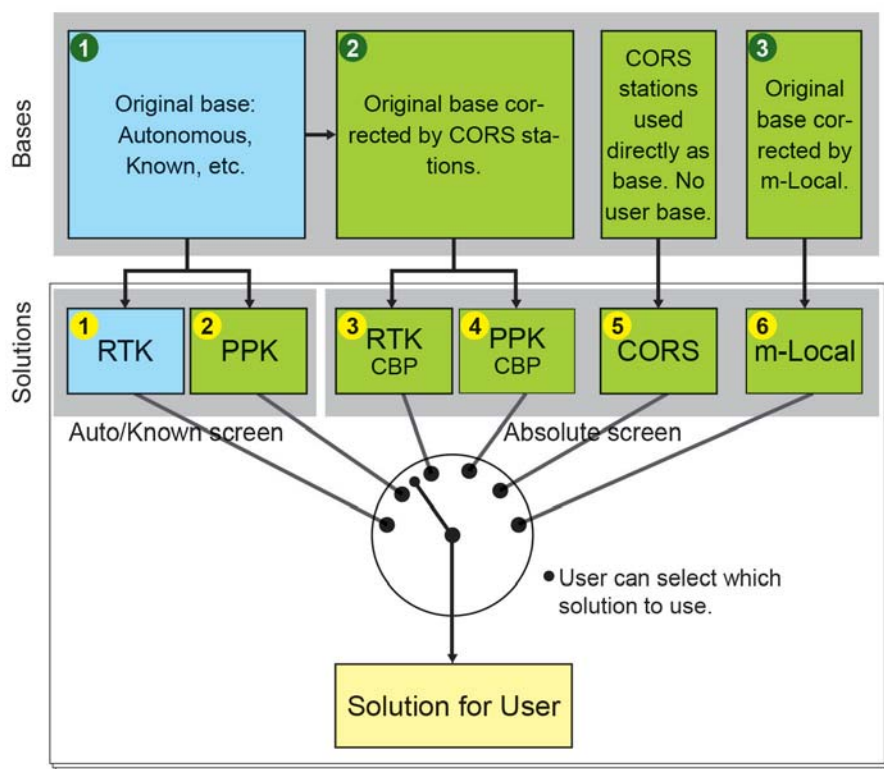 Bases
1
Original base:
Autonomous,
Known, etc.
2
Original base cor-
rected by CORS sta-
tions.
CORS
stations
used
directly as
base. No
user base.
3
Original
base cor-
rected by
m-Local.
Solutions
1
RTK
2
PPK
3
RTK
CBP
4
PPK
CBP
5
CORS
6
m-Local
Auto/Known screen
Absolute screen
User can select which
solution to use.
Solution for User